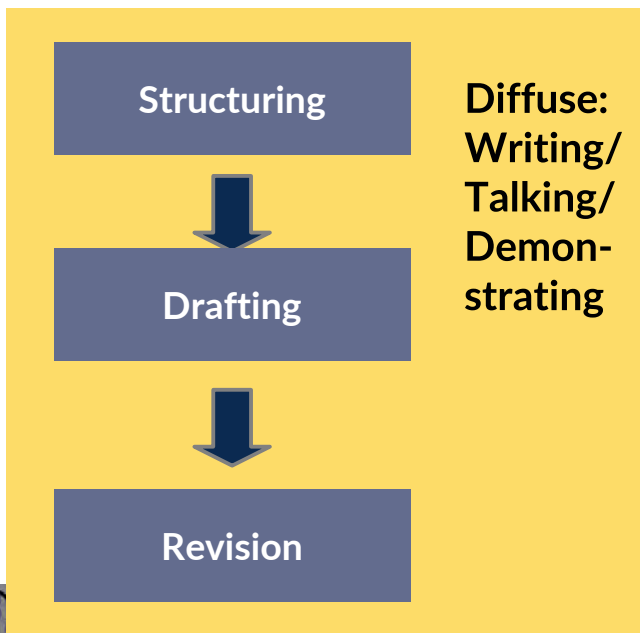 Structuring
Diffuse:
Writing/
Talking/
Demon-
strating
Drafting
Revision